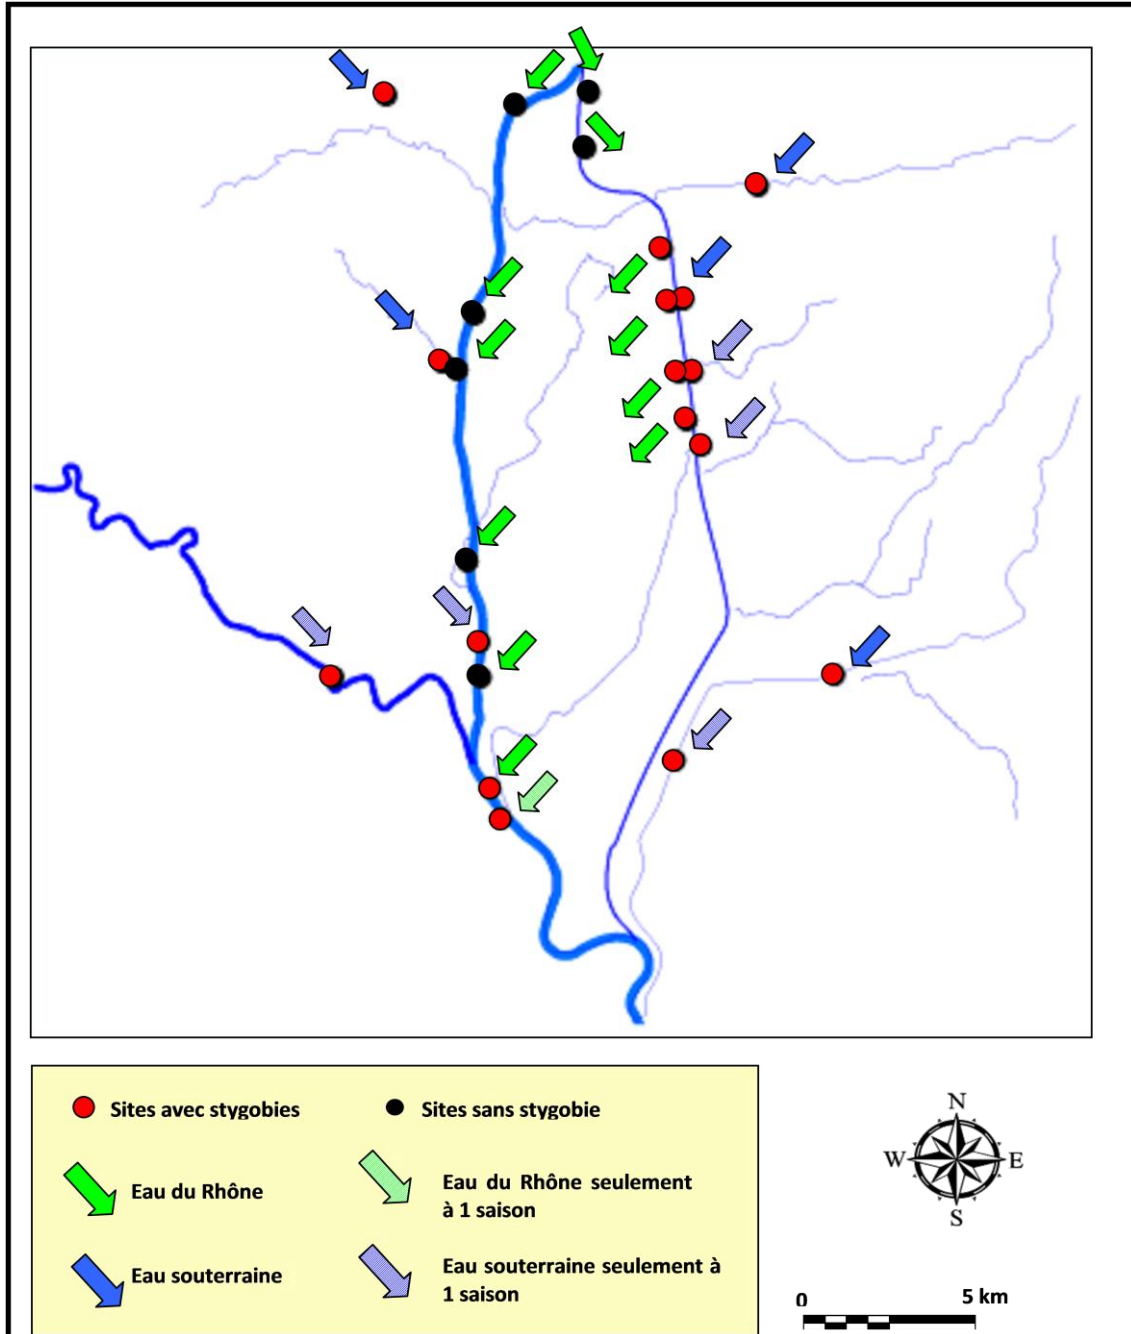 Sites avec stygobies
Sites sans stygobie
Eau du Rhône
Eau du Rhône seulement
à 1 saison
Eau souterraine
Eau souterraine seulement à
1 saison
N
W
E
S
0
5 km